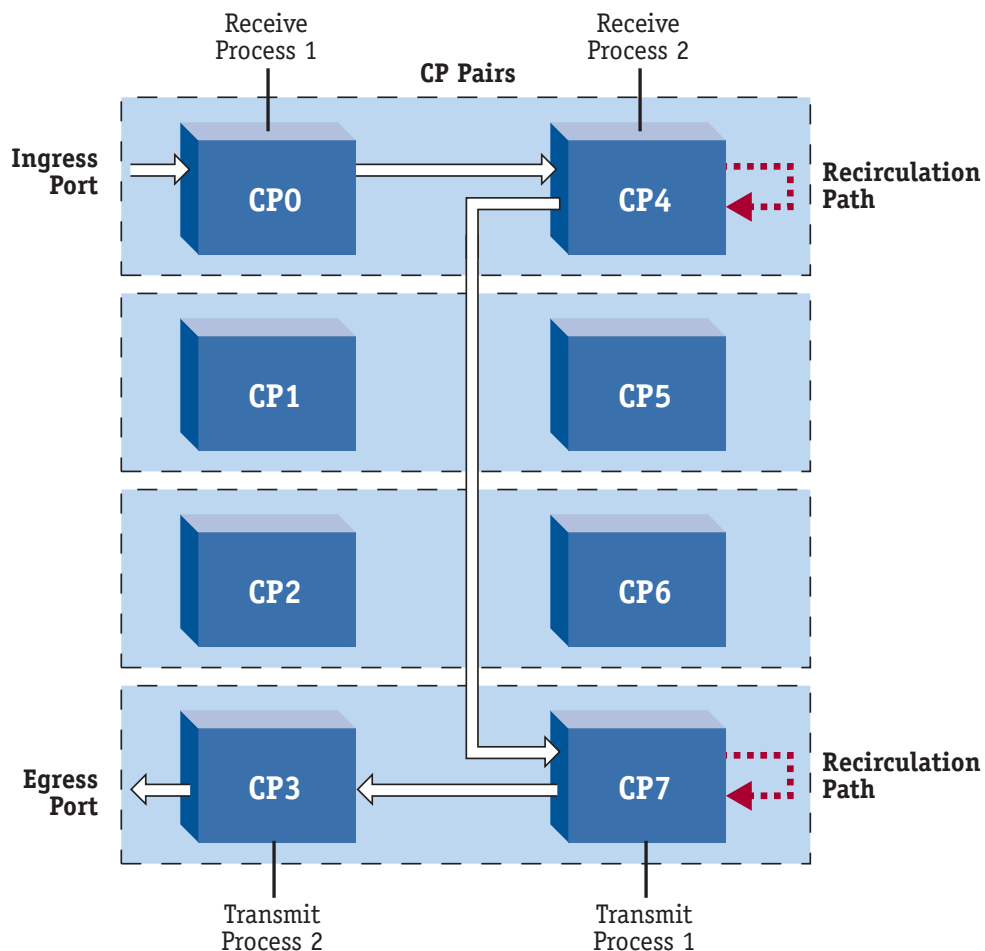 Receive
Process 1
Receive
Process 2
CP Pairs
Ingress
Port
CP0
CP4
Recirculation
Path
CP1
CP5
CP2
CP6
Egress
Port
CP3
CP7
Recirculation
Path
Transmit
Process 2
Transmit
Process 1